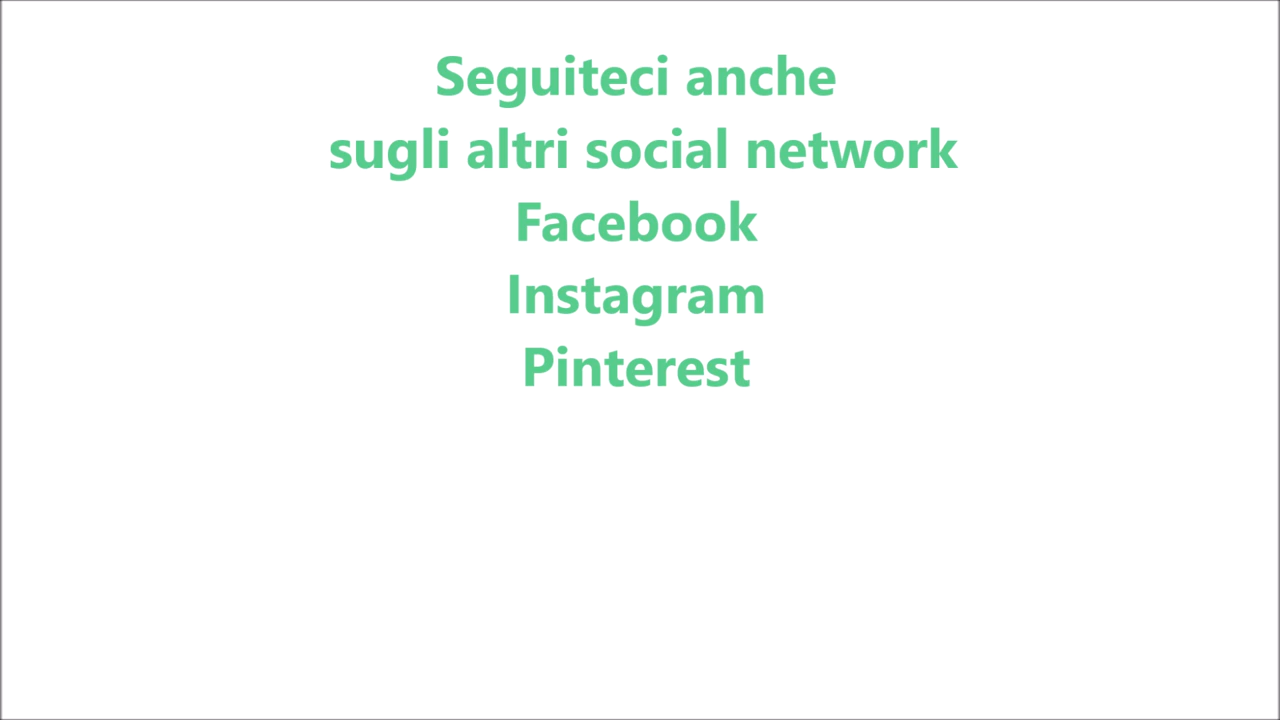 Seguiteci anche
sugli altri social network
Facebook
Instagram
Pinterest